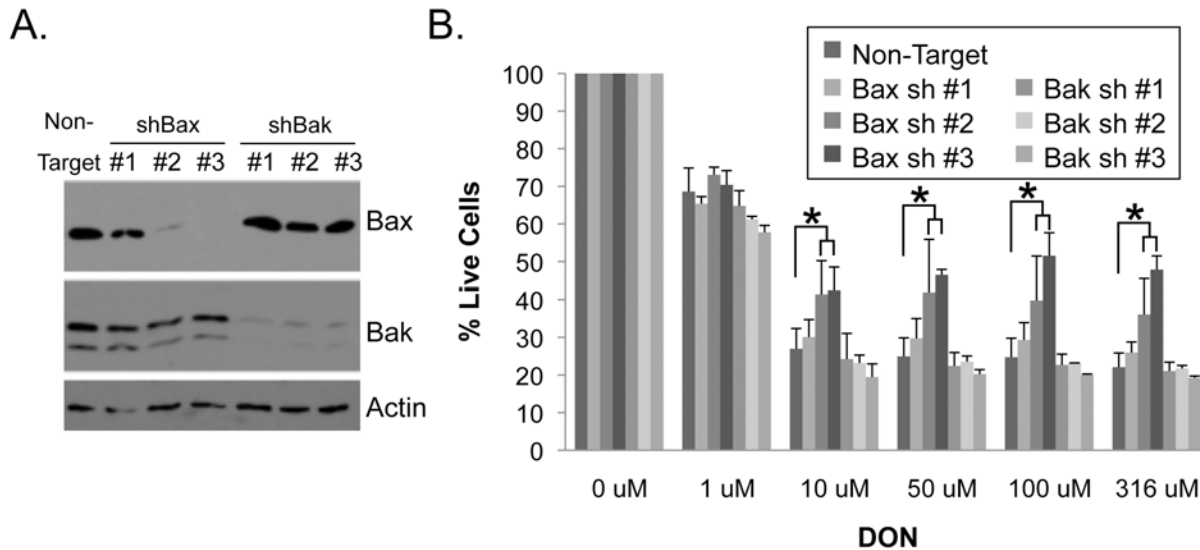 A.
Non-
Target
shBax
shBak
#1 #2 #3 #1 #2 #3
Bax
Bak
Actin
B.
Non-Target
Bax sh #1 Bak sh #1
Bax sh #2 Bak sh #2
Bax sh #3 Bak sh #3
% Live Cells
100
90
80
70
60
50
40
30
20
10
0
* * * *
0 uM 1 uM 10 uM 50 uM 100 uM 316 uM
DON